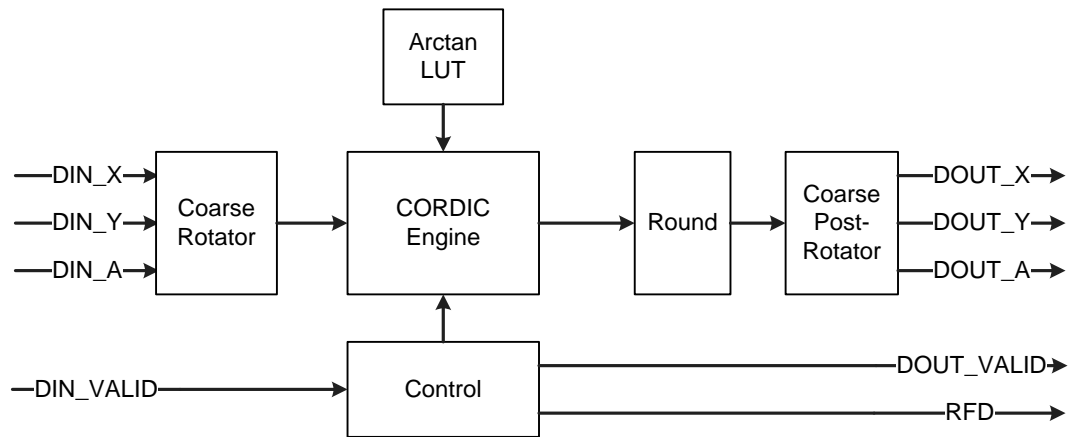 Arctan
LUT
DIN_X
DIN_Y
DIN_A
Coarse
Rotator
CORDIC
Engine
Round
Coarse
Post-
Rotator
DOUT_X
DOUT_Y
DOUT_A
DIN_VALID
Control
DOUT_VALID
RFD